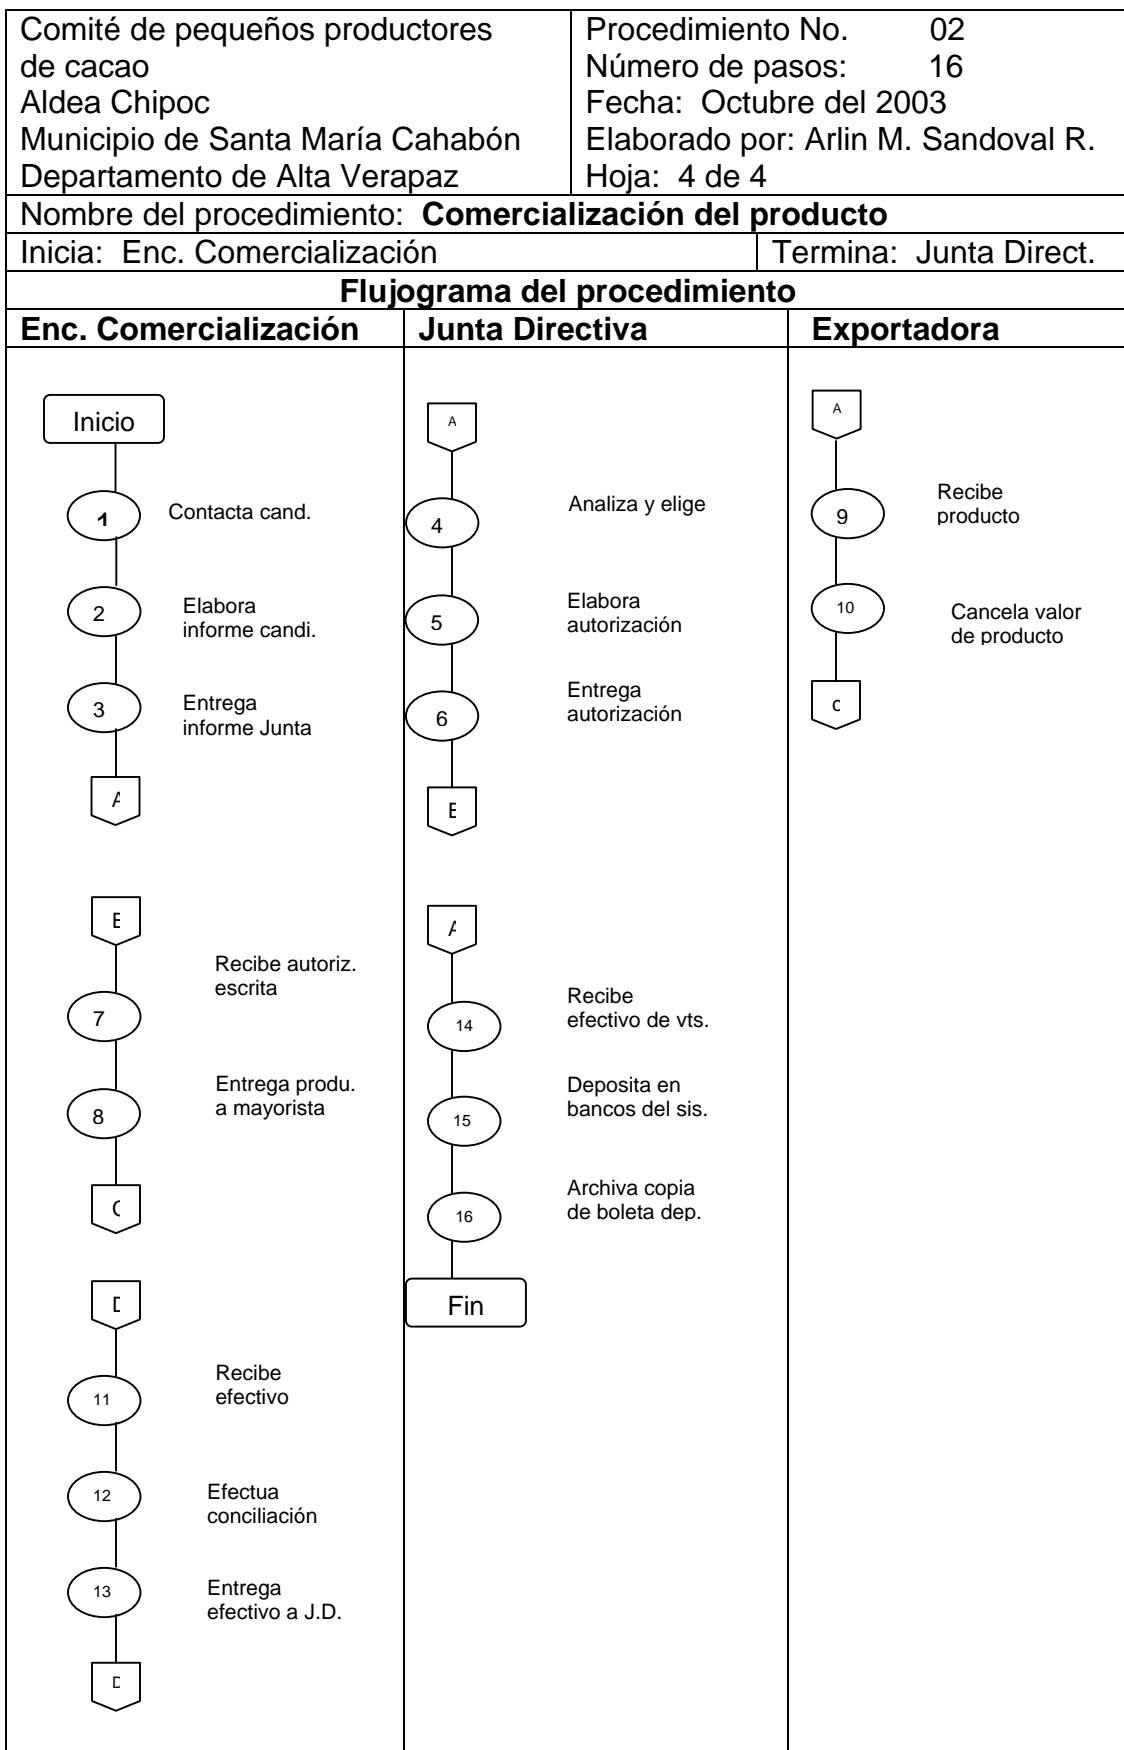 Comité de pequeños productores
de cacao
Aldea Chipoc
Municipio de Santa María Cahabón
Departamento de Alta Verapaz
Procedimiento No. 02
Número de pasos: 16
Fecha: Octubre del 2003
Elaborado por: Arlin M. Sandoval R.
Hoja: 4 de 4
Nombre del procedimiento: Comercialización del producto
Inicia: Enc. Comercialización
Termina: Junta Direct.
Flujograma del procedimiento
Enc. Comercialización
Inicio
1
Contacta cand.
2
Elabora
informe candi.
3
Entrega
informe Junta
A
7
Recibe autoriz.
escrita
8
Entrega produ.
a mayorista
11
Recibe
efectivo
12
Efectua
conciliación
13
Entrega
efectivo a J.D.
Junta Directiva
A
4
Analiza y elige
5
Elabora
autorización
6
Entrega
autorización
A
14
Recibe
efectivo de vts.
15
Deposita en
bancos del sis.
16
Archiva copia
de boleta dep.
Fin
Exportadora
A
9
Recibe
producto
10
Cancela valor
de producto